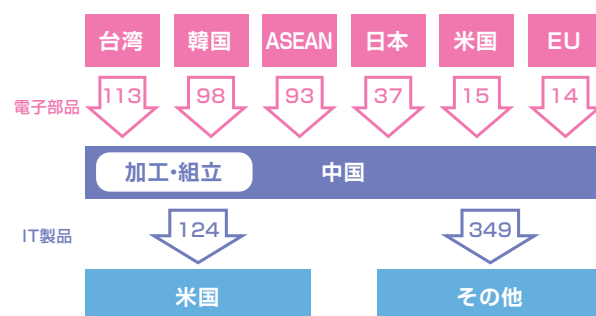 台湾 韓国 ASEAN 日本 米国 EU
電子部品 113 98 93 37 15 14
加工・組立 中国
IT製品 124 349
米国 その他